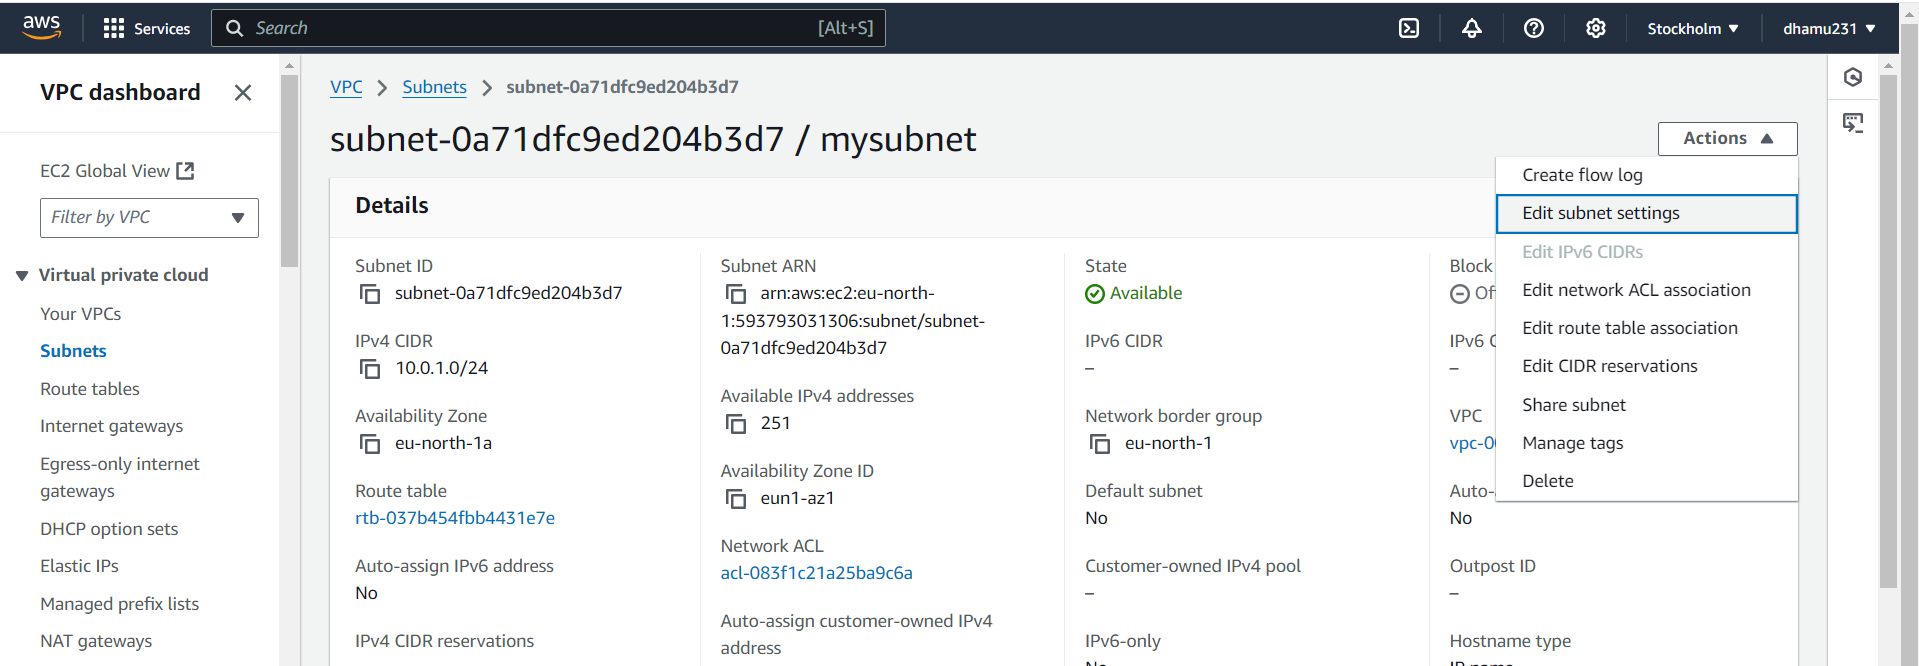 aws
Services
Search
[Alt+S]
Stockholm
dhamu231
VPC dashboard
EC2 Global View
Filter by VPC
Virtual private cloud
Your VPCs
Subnets
Route tables
Internet gateways
Egress-only internet
gateways
DHCP option sets
Elastic IPs
Managed prefix lists
NAT gateways
VPC
Subnets
subnet-0a71dfc9ed204b3d7
subnet-0a71dfc9ed204b3d7 / mysubnet
Actions
Create flow log
Edit subnet settings
Edit IPv6 CIDRs
Edit network ACL association
Edit route table association
Edit CIDR reservations
Share subnet
Manage tags
Delete
Details
Subnet ID
subnet-0a71dfc9ed204b3d7
IPv4 CIDR
10.0.1.0/24
Availability Zone
eu-north-1a
Route table
rtb-037b454fbb4431e7e
Auto-assign IPv6 address
No
IPv4 CIDR reservations
Subnet ARN
arn:aws:ec2:eu-north-
1:593793031306:subnet/subnet-
0a71dfc9ed204b3d7
Available IPv4 addresses
251
Availability Zone ID
eun1-az1
Network ACL
acl-083f1c21a25ba9c6a
Auto-assign customer-owned IPv4
address
State
Available
IPv6 CIDR
–
Network border group
eu-north-1
Default subnet
No
Customer-owned IPv4 pool
–
IPv6-only
No
Block
IPv6
–
VPC
vpc-0
Auto-
No
Outpost ID
–
Hostname type
IP name